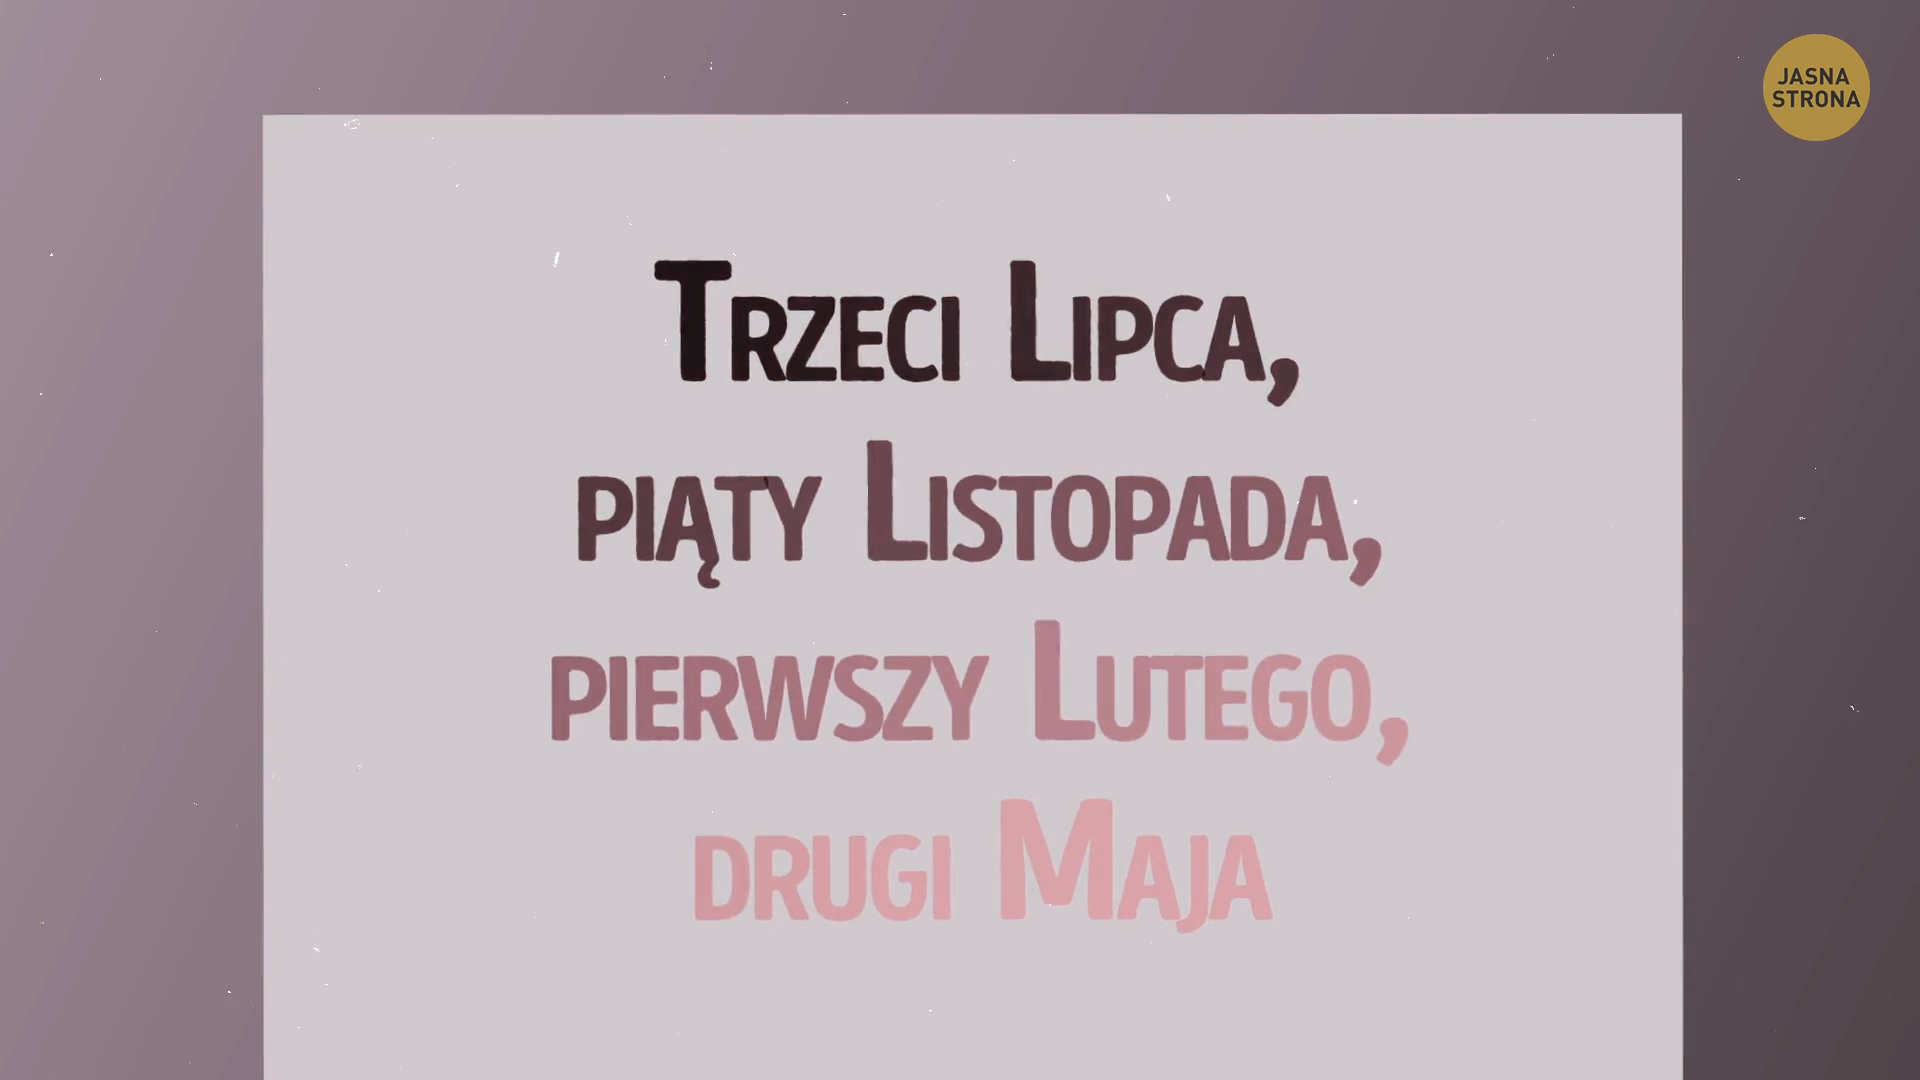 JASNA
STRONA
Trzeci Lipca,
piąty Listopada,
pierwszy Lutego,
drugi Maja